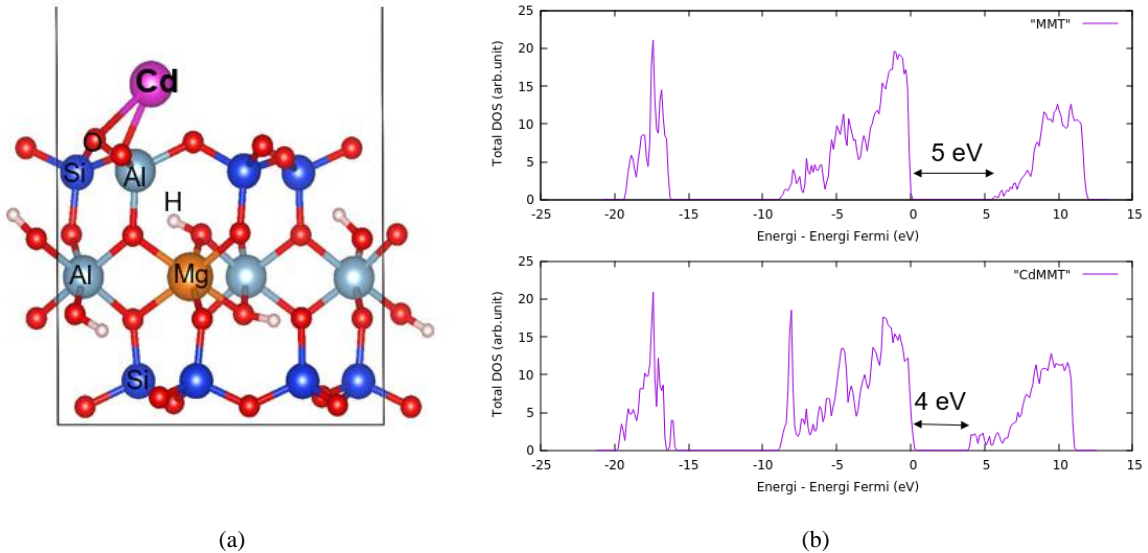 Cd
O
Si
Al
H
Al
Mg
Si
(a)
"MMT"
Total DOS (arb.unit)
25
20
15
10
5
0
5 eV
-25 -20 -15 -10 -5 0 5 10 15
Energi - Energi Fermi (eV)
"CdMMT"
Total DOS (arb.unit)
25
20
15
10
5
0
4 eV
-25 -20 -15 -10 -5 0 5 10 15
Energi - Energi Fermi (eV)
(b)